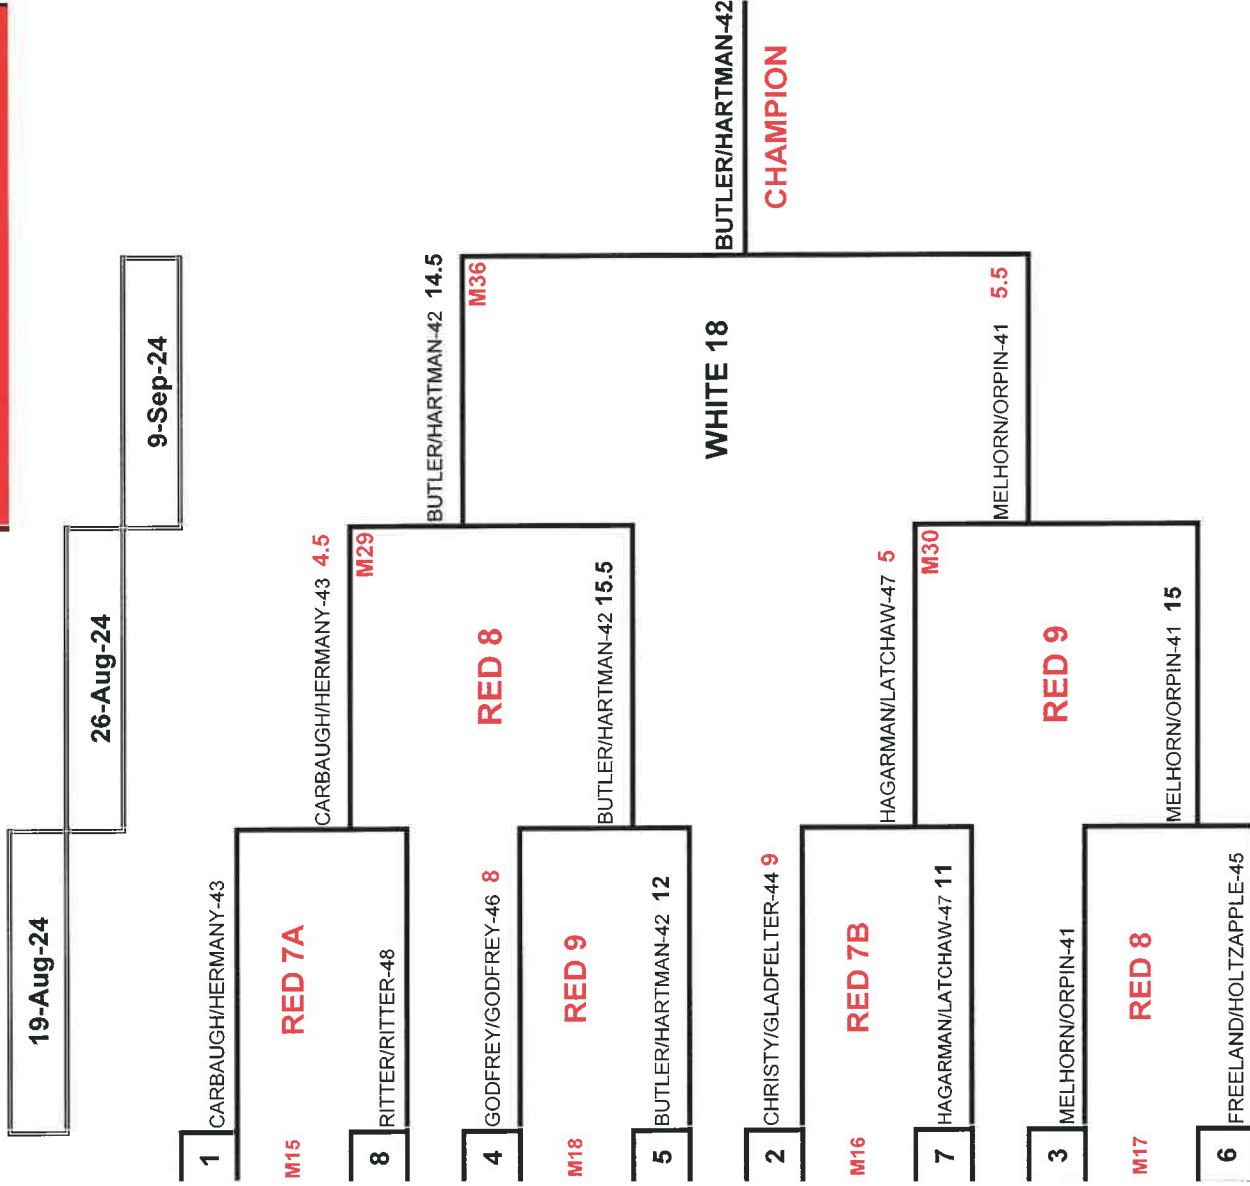 19-Aug-24
26-Aug-24
9-Sep-24
1
CARBAUGH/HERMANY-43
M15
RED 7A
8
RITTER/RITTER-48
4
GODFREY/GODFREY-46 8
M18
RED 9
5
BUTLER/HARTMAN-42 12
2
CHRISTY/GLADFELTER-44 9
M16
RED 7B
7
HAGARMAN/LATCHAW-47 11
3
MELHORN/ORPIN-41
M17
RED 8
6
FREELAND/HOLTZAPPLE-45
CARBAUGH/HERMANY-43 4.5
M29
RED 8
BUTLER/HARTMAN-42 15.5
HAGARMAN/LATCHAW-47 5
M30
RED 9
MELHORN/ORPIN-41 15
BUTLER/HARTMAN-42 14.5
M36
WHITE 18
MELHORN/ORPIN-41 5.5
BUTLER/HARTMAN-42
CHAMPION